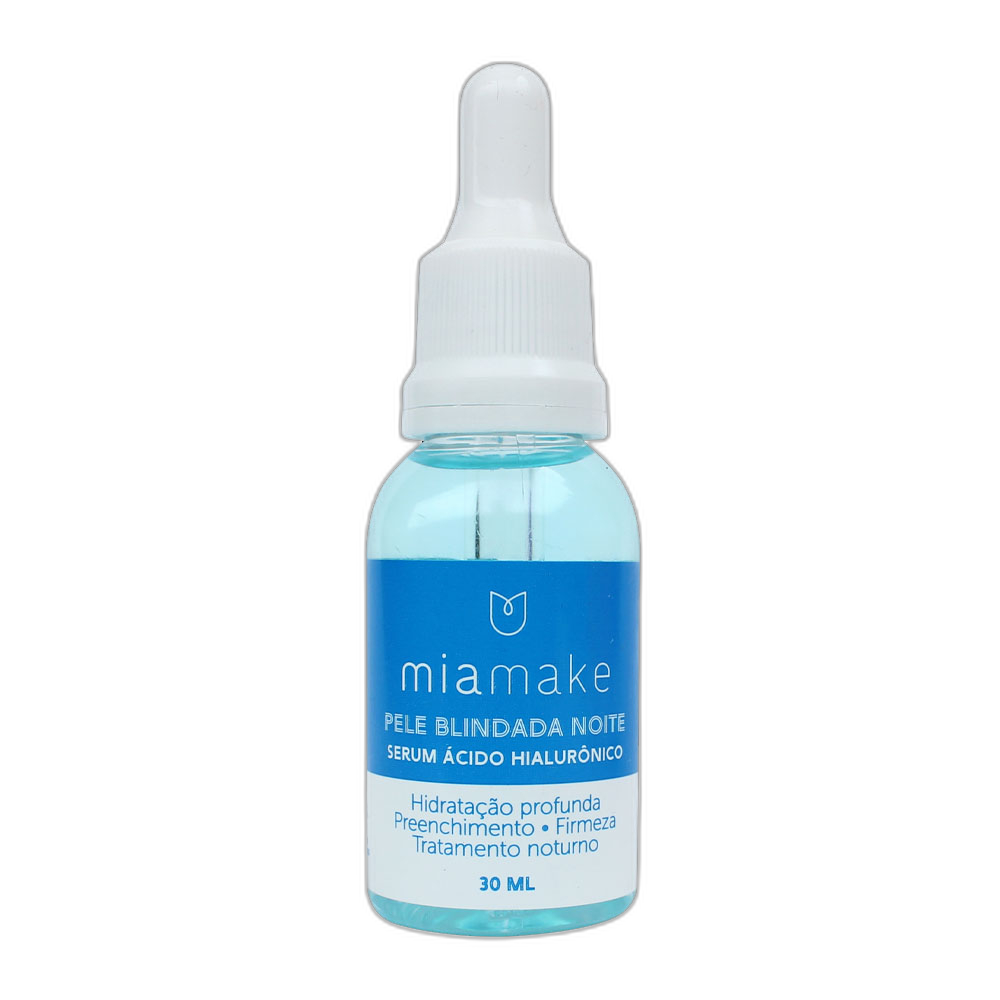 miamake
PELE BLINDADA NOITE
SERUM ÁCIDO HIALURÔNICO
Hidratação profunda
Preenchimento • Firmeza
Tratamento noturno
30 ML